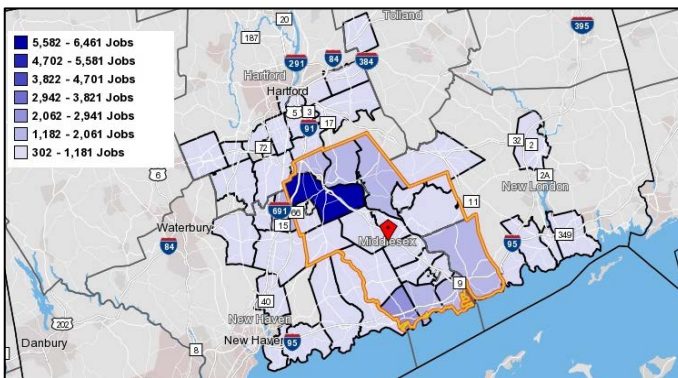 5,582 - 6,461 Jobs
4,702 - 5,581 Jobs
3,822 - 4,701 Jobs
2,942 - 3,821 Jobs
2,062 - 2,941 Jobs
1,182 - 2,061 Jobs
302 - 1,181 Jobs
Tolland
20
395
187
84
291
384
Hartford
Hartford
5
3
17
91
72
32
2
6
2A
New London
11
691
66
15
Waterbury
Middlesex
349
95
84
9
40
202
New Haven
New Have
95
8
Danbury